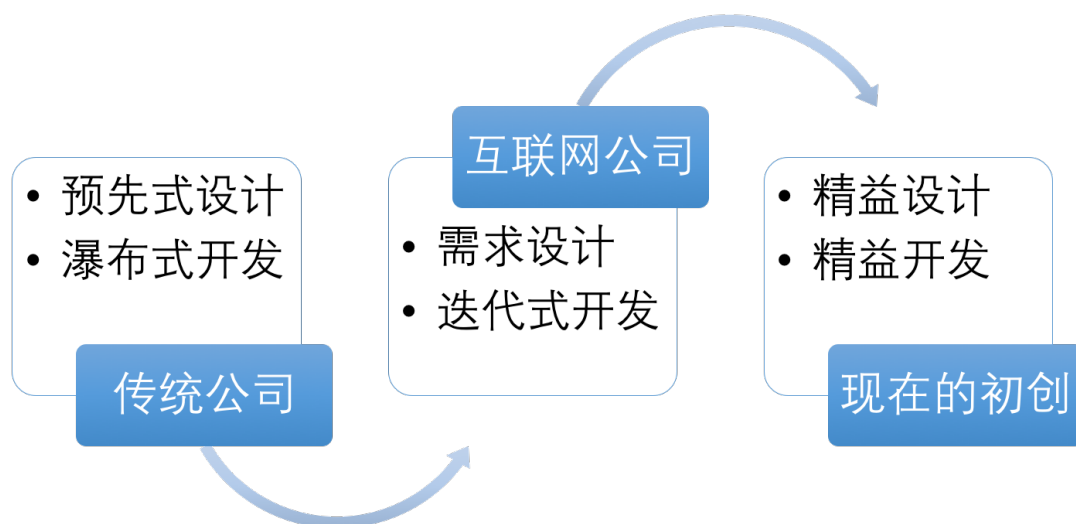 • 预先式设计
• 瀑布式开发
传统公司
互联网公司
• 需求设计
• 迭代式开发
• 精益设计
• 精益开发
现在的初创